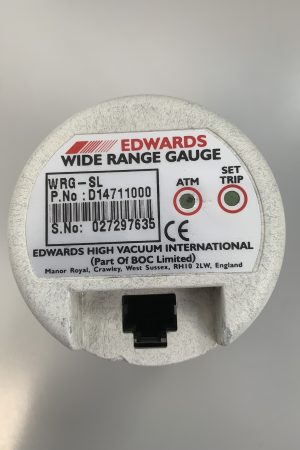 EDWARDS
WIDE RANGE GAUGE
WRG-SL
P.No : D14711000
S.No: 027297635
ATM
SET
TRIP
CE
EDWARDS HIGH VACUUM INTERNATIONAL
(Part Of BOC Limited)
Manor Royal, Crawley, West Sussex, RH10 2LW, England